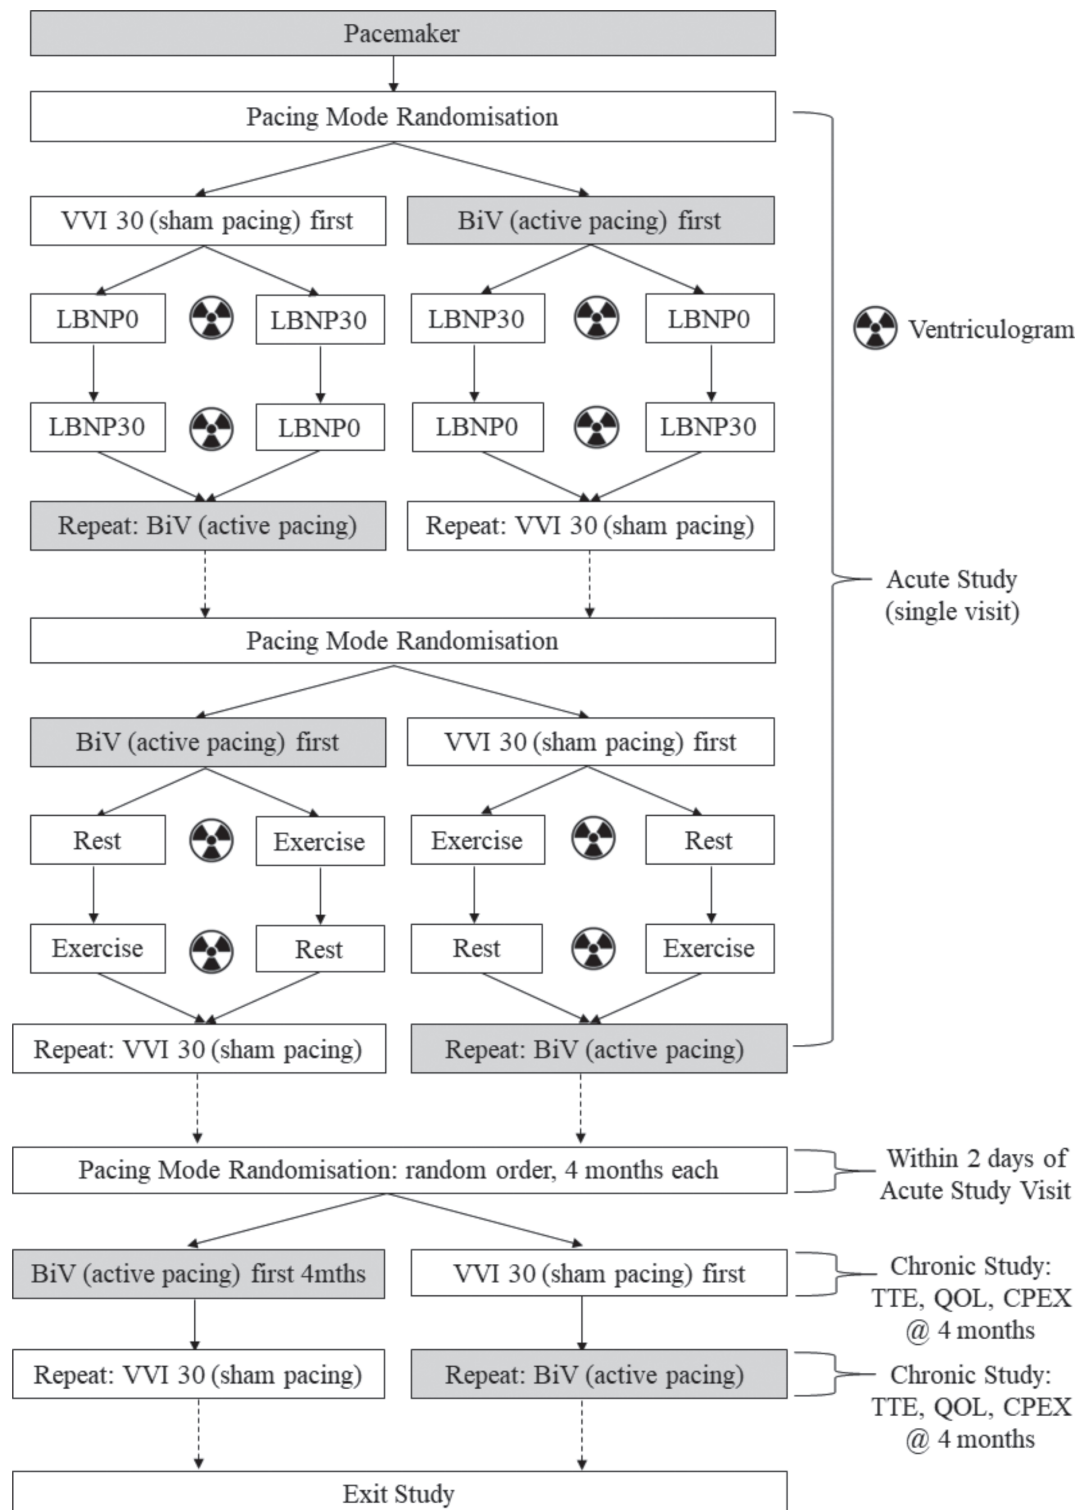 Pacemaker
Pacing Mode Randomisation
VVI 30 (sham pacing) first
BiV (active pacing) first
LBNP0
LBNP30
LBNP30
LBNP0
Ventriculogram
LBNP30
LBNP0
LBNP0
LBNP30
Repeat: BiV (active pacing)
Repeat: VVI 30 (sham pacing)
Acute Study
(single visit)
Pacing Mode Randomisation
BiV (active pacing) first
VVI 30 (sham pacing) first
Rest
Exercise
Exercise
Rest
Exercise
Rest
Rest
Exercise
Repeat: VVI 30 (sham pacing)
Repeat: BiV (active pacing)
Pacing Mode Randomisation: random order, 4 months each
Within 2 days of
Acute Study Visit
BiV (active pacing) first 4mths
VVI 30 (sham pacing) first
Chronic Study:
TTE, QOL, CPEX
@ 4 months
Repeat: VVI 30 (sham pacing)
Repeat: BiV (active pacing)
Chronic Study:
TTE, QOL, CPEX
@ 4 months
Exit Study